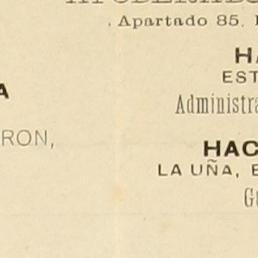 Apartado 85.
HA
EST
A
Administra
RON,
HAC
LA UÑA, E
G